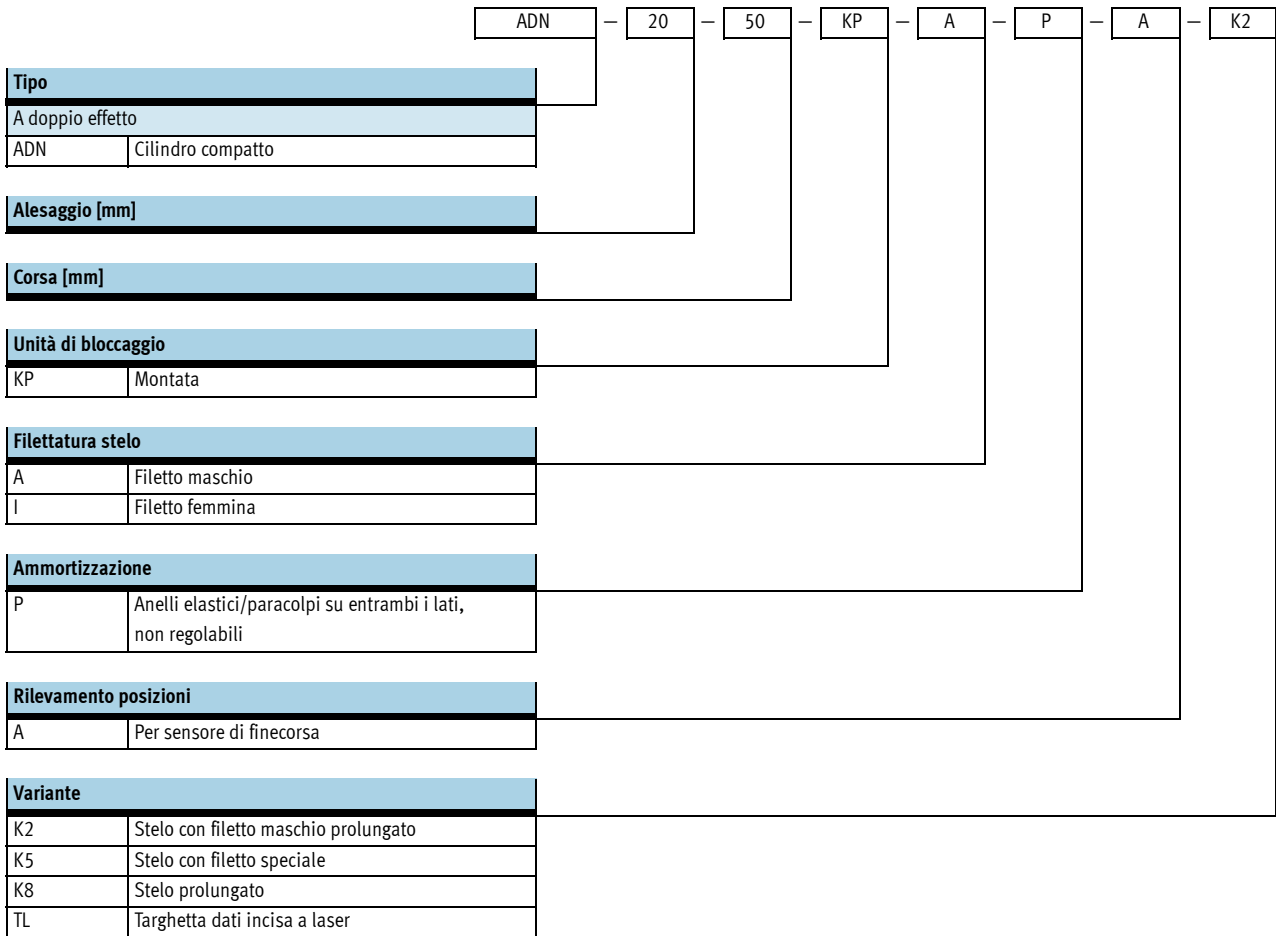 ADN – 20 – 50 – KP – A – P – A – K2
Tipo
A doppio effetto
ADN Cilindro compatto
Alesaggio [mm]
Corsa [mm]
Unità di bloccaggio
KP Montata
Filettatura stelo
A Filetto maschio
I Filetto femmina
Ammortizzazione
P Anelli elastici/paracolpi su entrambi i lati,
non regolabili
Rilevamento posizioni
A Per sensore di finecorsa
Variante
K2 Stelo con filetto maschio prolungato
K5 Stelo con filetto speciale
K8 Stelo prolungato
TL Targhetta dati incisa a laser